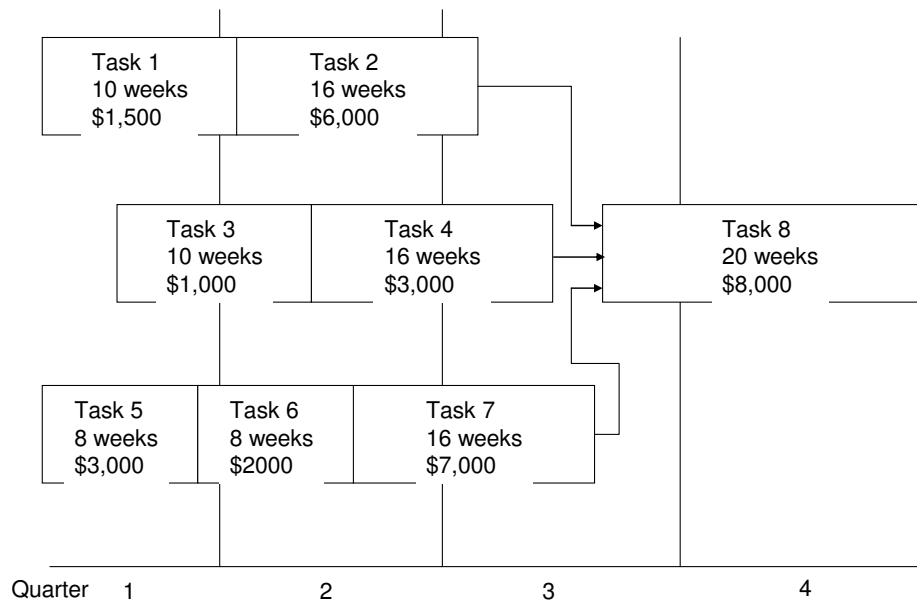 Task 1
10 weeks
$1,500
Task 2
16 weeks
$6,000
Task 3
10 weeks
$1,000
Task 4
16 weeks
$3,000
Task 8
20 weeks
$8,000
Task 5
8 weeks
$3,000
Task 6
8 weeks
$2000
Task 7
16 weeks
$7,000
Quarter 1 2 3 4